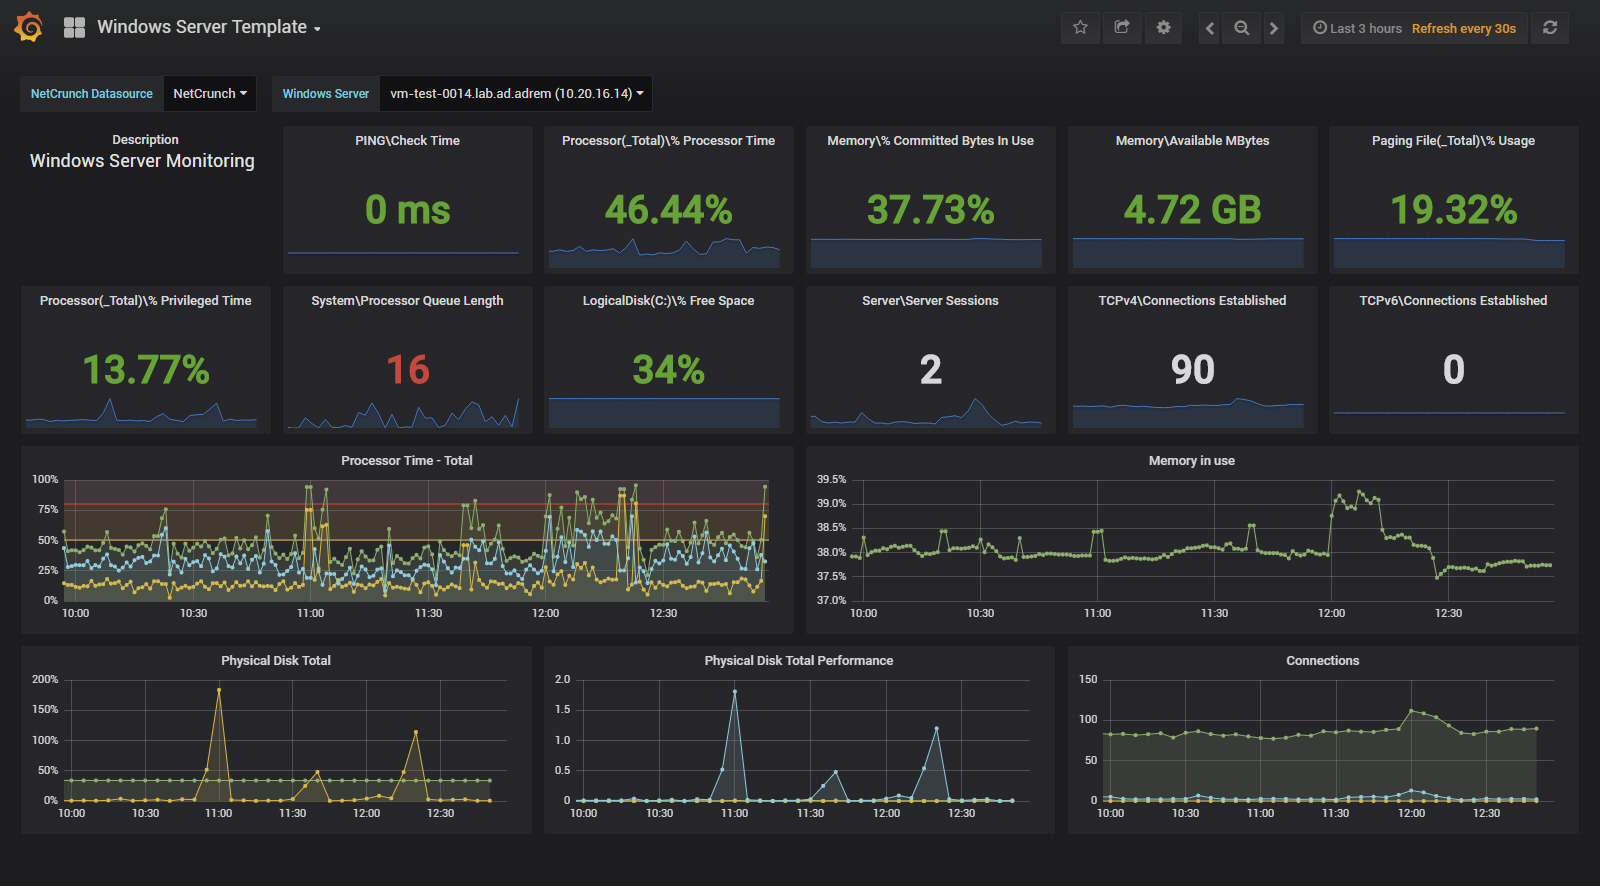 Windows Server Template
Last 3 hours Refresh every 30s
NetCrunch Datasource NetCrunch Windows Server vm-test-0014.lab.ad.adrem (10.20.16.14)
Description
Windows Server Monitoring
PING\Check Time
0 ms
Processor(_Total)\% Processor Time
46.44%
Memory\% Committed Bytes In Use
37.73%
Memory\Available MBytes
4.72 GB
Paging File(_Total)\% Usage
19.32%
Processor(_Total)\% Privileged Time
13.77%
System\Processor Queue Length
16
LogicalDisk(C:)\% Free Space
34%
Server\Server Sessions
2
TCPv4\Connections Established
90
TCPv6\Connections Established
0
Processor Time - Total
100%
75%
50%
25%
0%
10:00 10:30 11:00 11:30 12:00 12:30
Memory in use
39.5%
39.0%
38.5%
38.0%
37.5%
37.0%
10:00 10:30 11:00 11:30 12:00 12:30
Physical Disk Total
200%
150%
100%
50%
0%
10:00 10:30 11:00 11:30 12:00 12:30
Physical Disk Total Performance
2.0
1.5
1.0
0.5
0
10:00 10:30 11:00 11:30 12:00 12:30
Connections
150
100
50
0
10:00 10:30 11:00 11:30 12:00 12:30